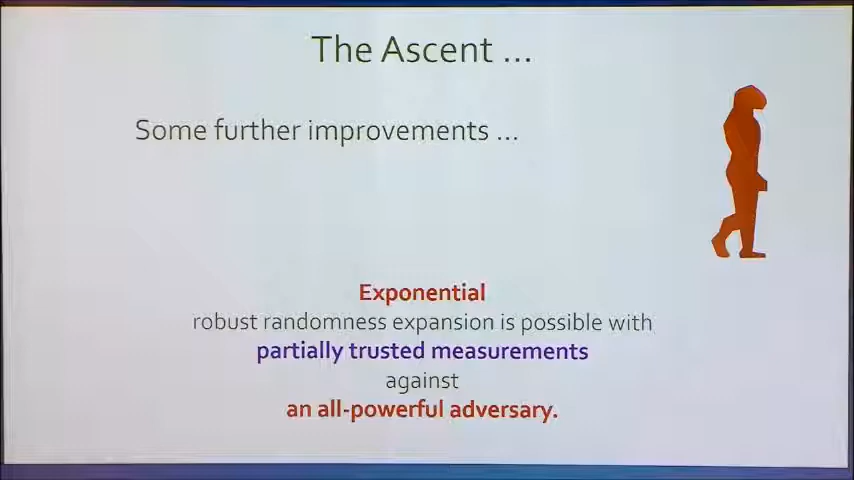 The Ascent ...
Some further improvements ...
Exponential
robust randomness expansion is possible with
partially trusted measurements
against
an all-powerful adversary.